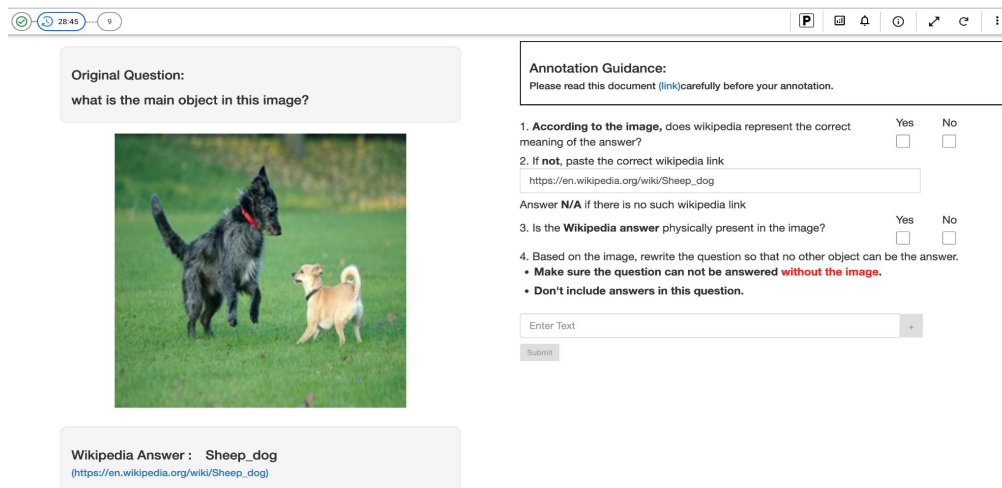 28:45
9
P
Original Question:
what is the main object in this image?
Wikipedia Answer : Sheep_dog
(https://en.wikipedia.org/wiki/Sheep_dog)
Annotation Guidance:
Please read this document (link)carefully before your annotation.
1. According to the image, does wikipedia represent the correct
meaning of the answer?
Yes No
2. If not, paste the correct wikipedia link
https://en.wikipedia.org/wiki/Sheep_dog
Answer N/A if there is no such wikipedia link
3. Is the Wikipedia answer physically present in the image?
Yes No
4. Based on the image, rewrite the question so that no other object can be the answer.
• Make sure the question can not be answered without the image.
• Don't include answers in this question.
Enter Text
+
Submit